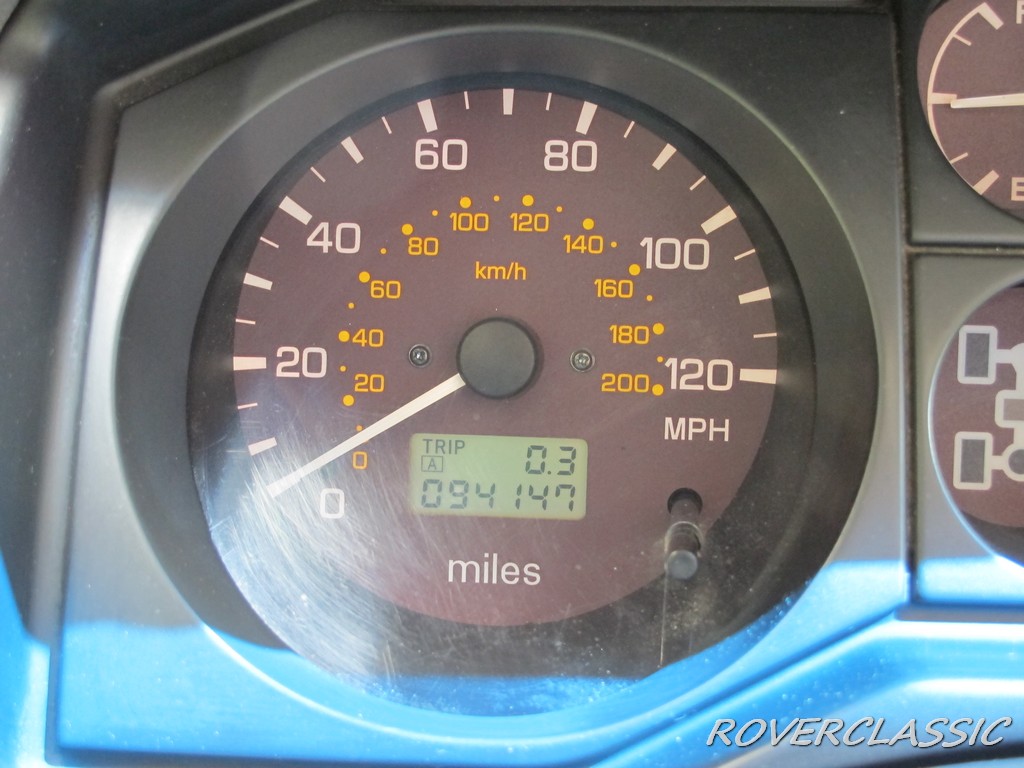 60 80
40 100
20 120
0
MPH
100 120
80 140
60 160
40 180
20 200
0
km/h
TRIP
A 0.3
094147
miles
F
E
ROVERCLASSIC